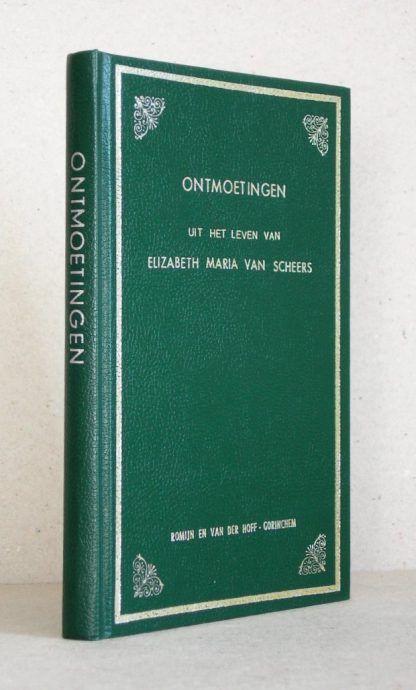 ONTMOETINGEN
ONTMOETINGEN
UIT HET LEVEN VAN
ELIZABETH MARIA VAN SCHEERS
ROMIJN EN VAN DER HOFF - GORINCHEM